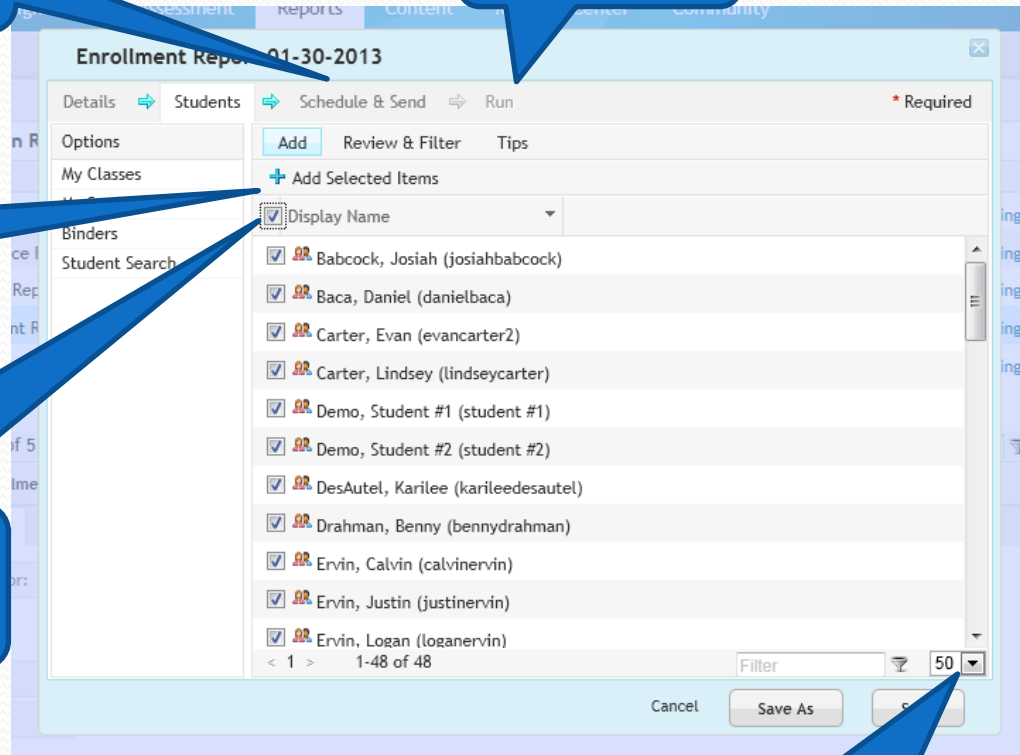 Reports Content Community
Enrollment 01-30-2013
Details Students Schedule & Send Run * Required
Options Add Review & Filter Tips
My Classes Add Selected Items
Display Name
Binders
Student Search
Babcock, Josiah (josiahbabcock)
Baca, Daniel (danielbaca)
Carter, Evan (evancarter2)
Carter, Lindsey (lindseycarter)
Demo, Student #1 (student #1)
Demo, Student #2 (student #2)
DesAutel, Karilee (karileedesautel)
Drahman, Benny (bennydrahman)
Ervin, Calvin (calvinervin)
Ervin, Justin (justinervin)
Ervin, Logan (loganervin)
< 1 > 1-48 of 48 Filter 50
of 5
Cancel Save As